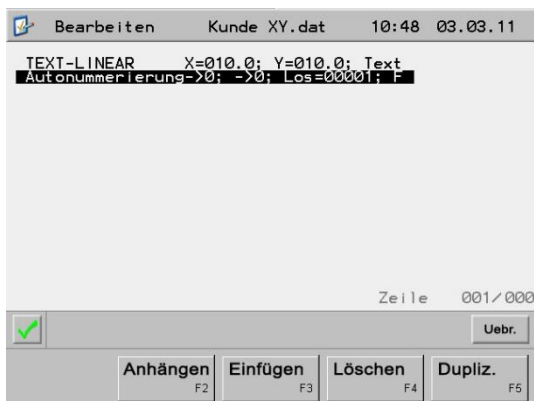 Bearbeiten Kunde XY.dat 10:48 03.03.11
TEXT-LINEAR X=010.0; Y=010.0; Text
Autonummerierung->0; ->0; Los=00001; F
Zeile 001/000
Uebr.
Anhängen F2 Einfügen F3 Löschen F4 Dupliz. F5